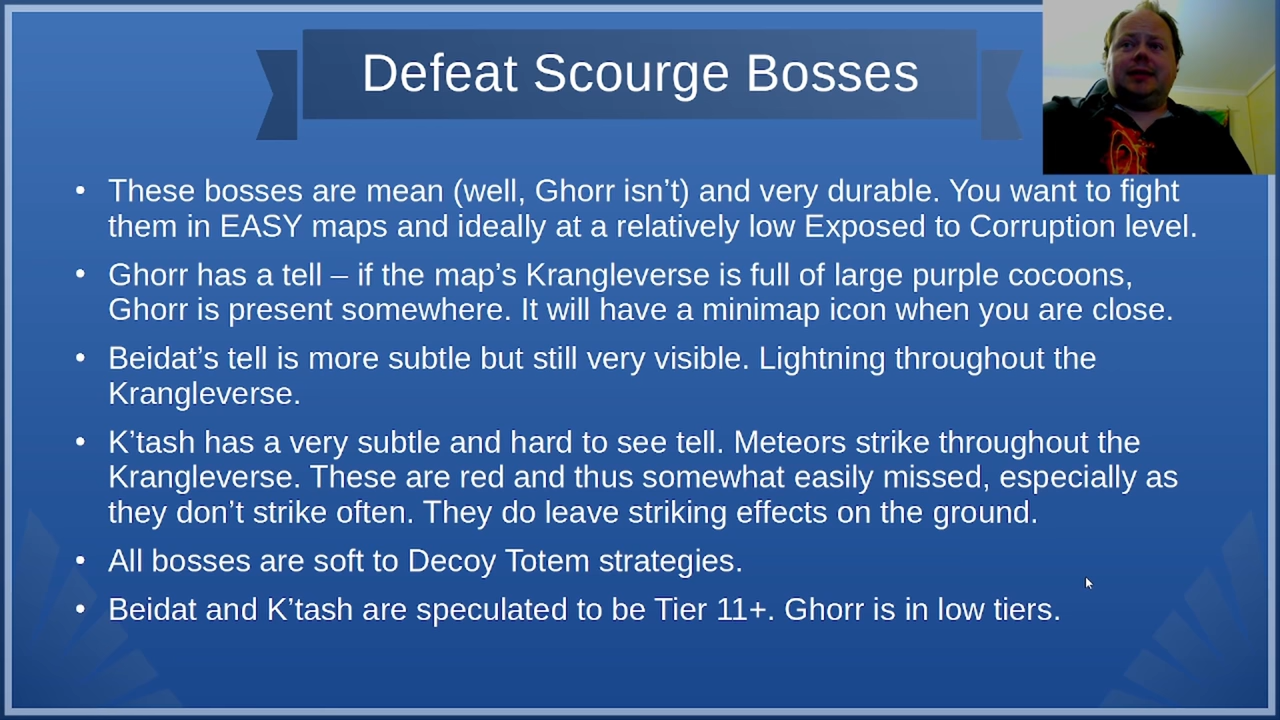 Defeat Scourge Bosses
• These bosses are mean (well, Ghorr isn’t) and very durable. You want to fight
them in EASY maps and ideally at a relatively low Exposed to Corruption level.
• Ghorr has a tell – if the map’s Krangleverse is full of large purple cocoons,
Ghorr is present somewhere. It will have a minimap icon when you are close.
• Beidat’s tell is more subtle but still very visible. Lightning throughout the
Krangleverse.
• K’tash has a very subtle and hard to see tell. Meteors strike throughout the
Krangleverse. These are red and thus somewhat easily missed, especially as
they don’t strike often. They do leave striking effects on the ground.
• All bosses are soft to Decoy Totem strategies.
• Beidat and K’tash are speculated to be Tier 11+. Ghorr is in low tiers.